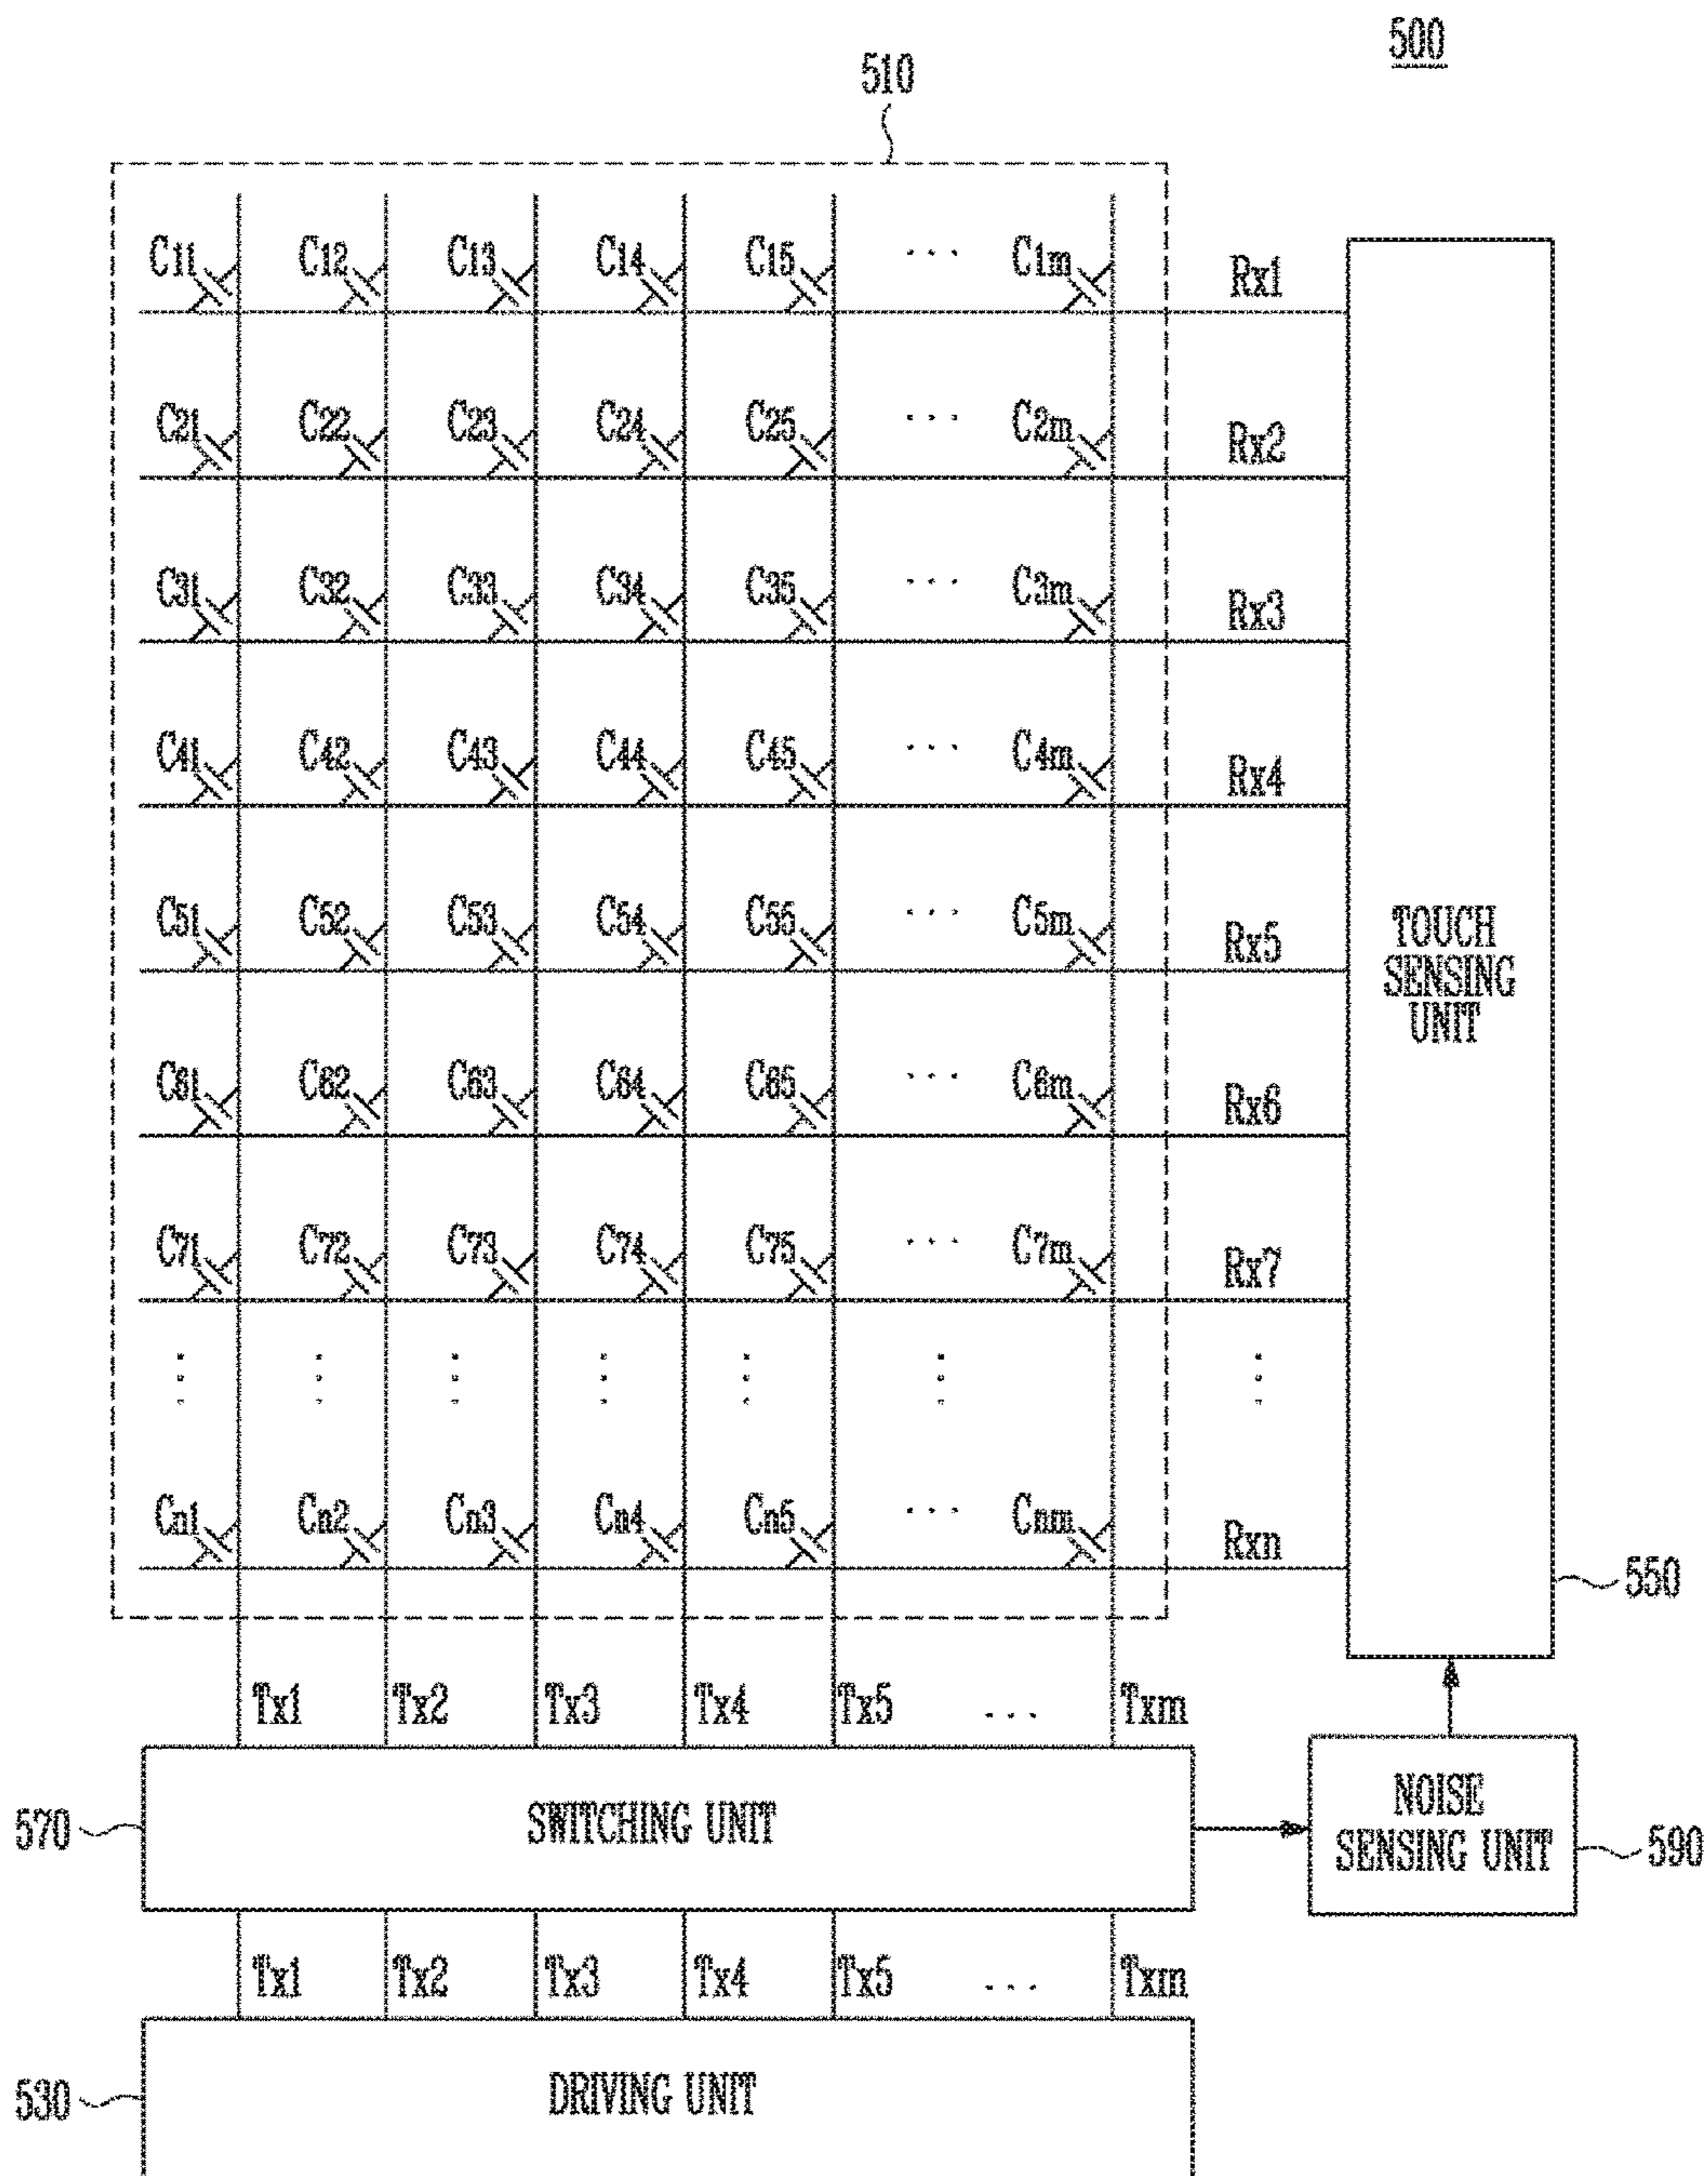 500
510
C11 C12 C13 C14 C15 ... C1m Rx1
C21 C22 C23 C24 C25 ... C2m Rx2
C31 C32 C33 C34 C35 ... C3m Rx3
C41 C42 C43 C44 C45 ... C4m Rx4
C51 C52 C53 C54 C55 ... C5m Rx5
TOUCH
SENSING
UNIT
C61 C62 C63 C64 C65 ... C6m Rx6
C71 C72 C73 C74 C75 ... C7m Rx7
Cn1 Cn2 Cn3 Cn4 Cn5 ... Cnm Rxn
550
Tx1 Tx2 Tx3 Tx4 Tx5 ... Txm
570
SWITCHING UNIT
NOISE
SENSING UNIT
590
Tx1 Tx2 Tx3 Tx4 Tx5 ... Txm
530
DRIVING UNIT